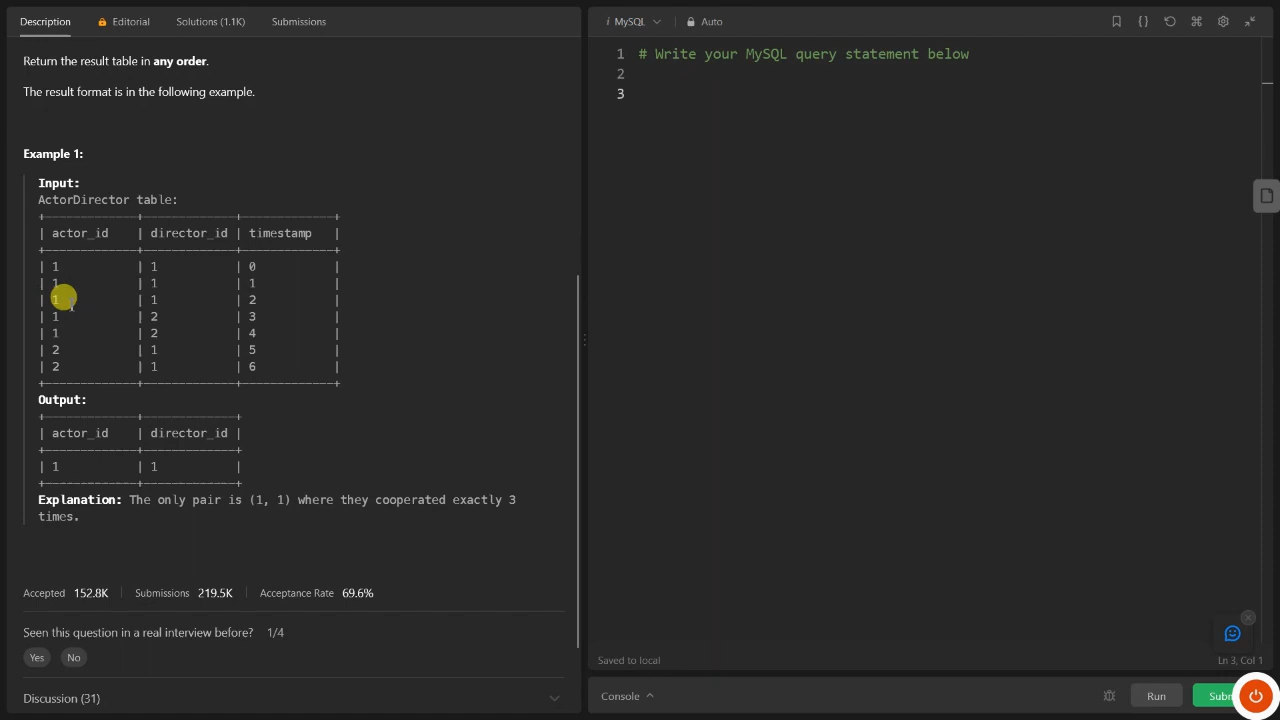 Description
Editorial
Solutions (1.1K)
Submissions
Return the result table in any order.
The result format is in the following example.
Example 1:
Input:
ActorDirector table:
+-------------+-------------+-------------+
| actor_id    | director_id | timestamp   |
+-------------+-------------+-------------+
| 1           | 1           | 0           |
| 1           | 1           | 1           |
| 1           | 1           | 2           |
| 1           | 2           | 3           |
| 1           | 2           | 4           |
| 2           | 1           | 5           |
| 2           | 1           | 6           |
+-------------+-------------+-------------+
Output:
+-------------+-------------+
| actor_id    | director_id |
+-------------+-------------+
| 1           | 1           |
+-------------+-------------+
Explanation: The only pair is (1, 1) where they cooperated exactly 3
times.
Accepted 152.8K
Submissions 219.5K
Acceptance Rate 69.6%
Seen this question in a real interview before? 1/4
Yes
No
Discussion (31)
i MySQL
Auto
{}
1 # Write your MySQL query statement below
2
3
Saved to local
Ln 3, Col 1
Console
Run